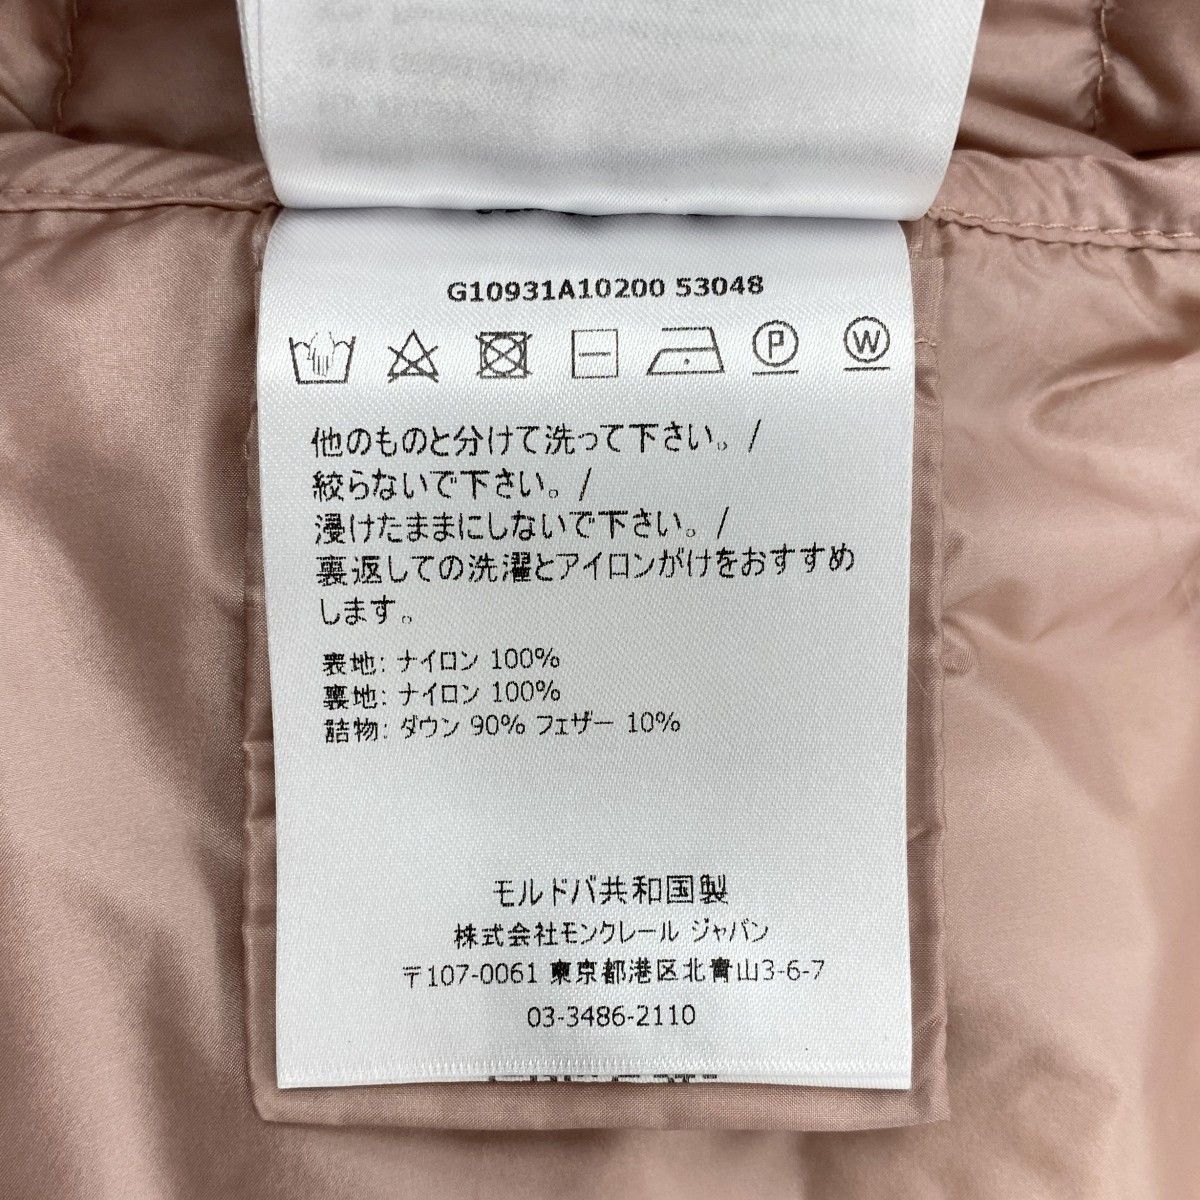 G10931A10200 53048
P W
他のものと分けて洗って下さい。/
絞らないで下さい。/
浸けたままにしないで下さい。/
裏返しての洗濯とアイロンがけをおすすめ
します。
表地: ナイロン 100%
裏地: ナイロン 100%
詰物: ダウン 90% フェザー 10%
モルドバ共和国製
株式会社モンクレール ジャパン
〒107-0061 東京都港区北青山3-6-7
03-3486-2110